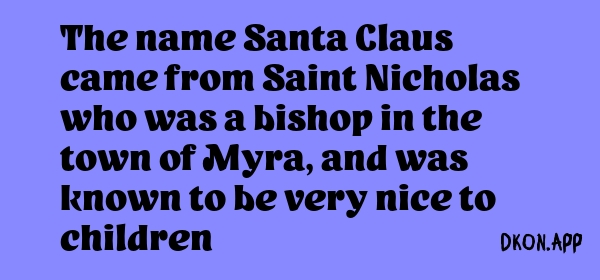 The name Santa Claus
came from Saint Nicholas
who was a bishop in the
town of Myra, and was
known to be very nice to
children
DKON.APP